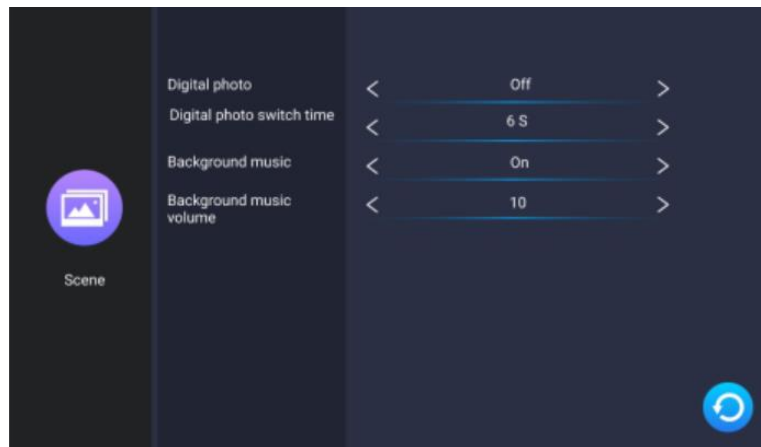 Digital photo
Off
Digital photo switch time
6 S
Background music
On
Background music
volume
10
Scene